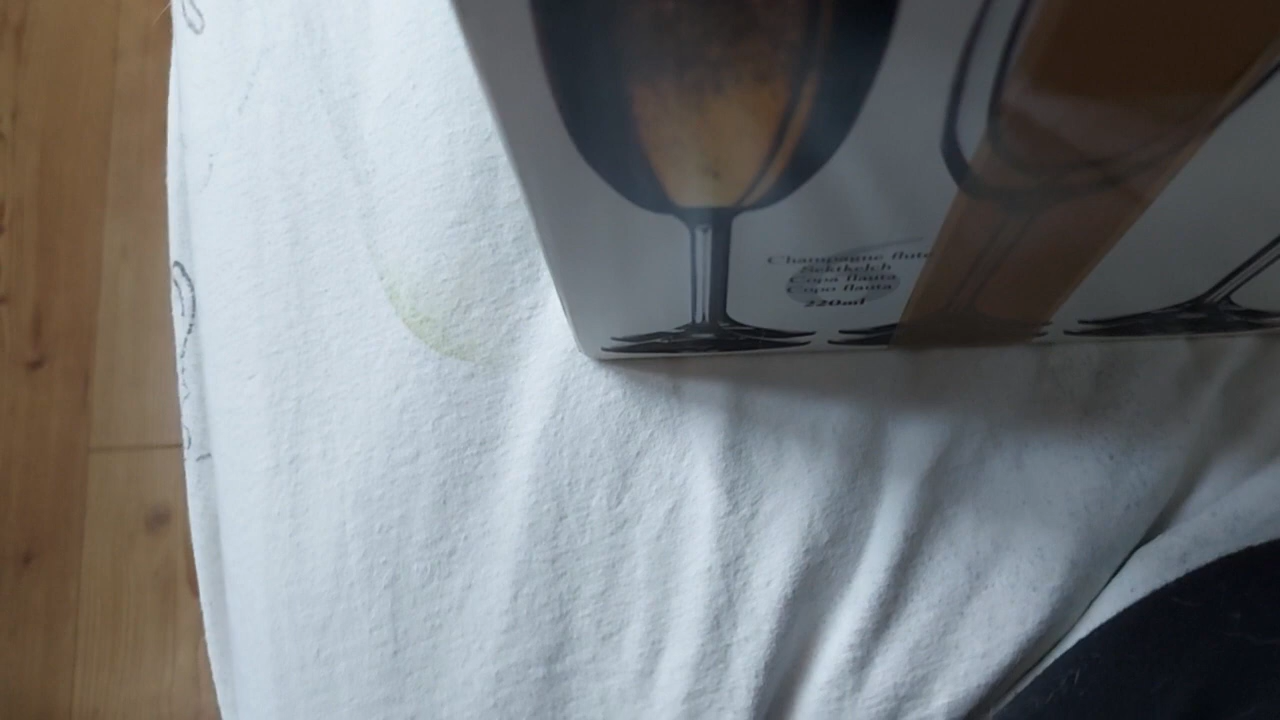 Champagne flute
Sektkelch
Copa flauta
Copo flauta
220ml